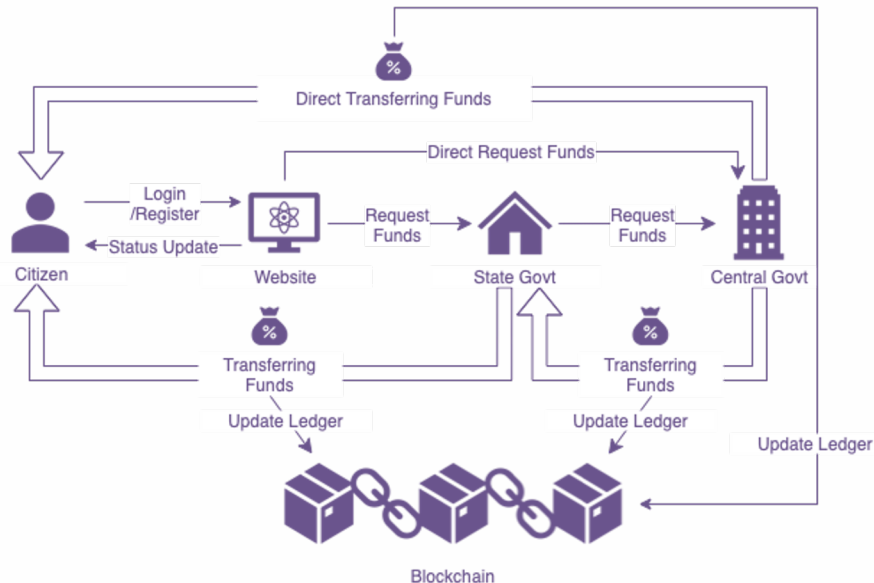 %
Direct Transferring Funds
Direct Request Funds
Login
/Register
Request
Funds
Request
Funds
Status Update
Citizen
Website
State Govt
Central Govt
%
%
Transferring
Funds
Transferring
Funds
Update Ledger
Update Ledger
Update Ledger
Blockchain